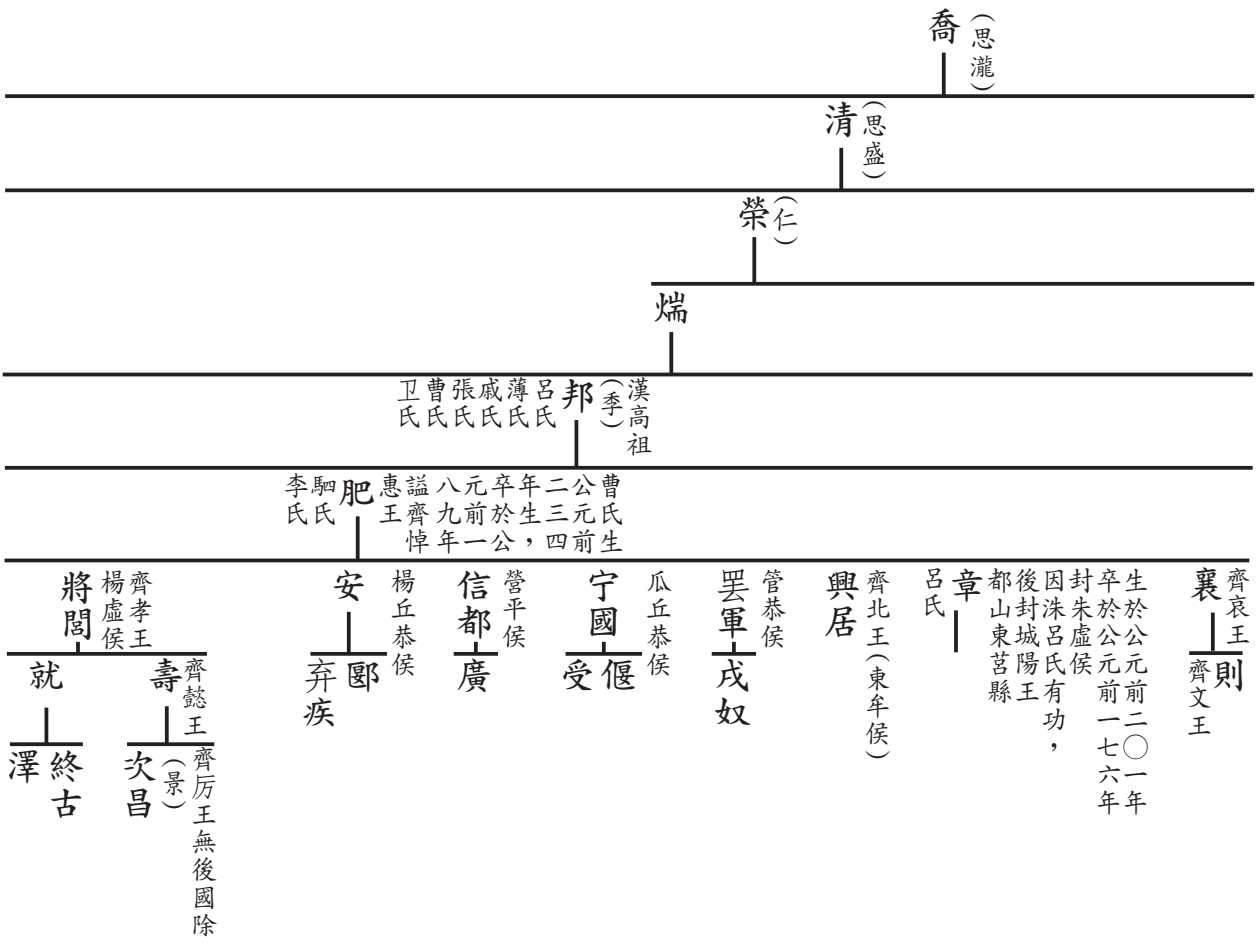 喬
(思瀧)
清
(思盛)
榮
(仁)
煓
漢高祖
(季)
邦
呂氏
薄氏
戚氏
張氏
曹氏
卫氏
曹氏生
公元前
二三四
年生，
卒於公
元前一
八九年
謚齊悼
惠王
肥
駟氏
李氏
齊哀王
襄
則
齊文王
生於公元前二〇一年
卒於公元前一七六年
封朱虛侯
因洙呂氏有功，
後封城陽王
都山東莒縣
章
呂氏
齊北王(東牟侯)
興居
管恭侯
罢軍
戎奴
瓜丘恭侯
宁國
偃
受
營平侯
信都
廣
楊丘恭侯
安
郾
弃疾
齊孝王
楊虛侯
將閭
齊懿王
壽
就
齊厉王無後國除
(景)
次昌
終古
澤